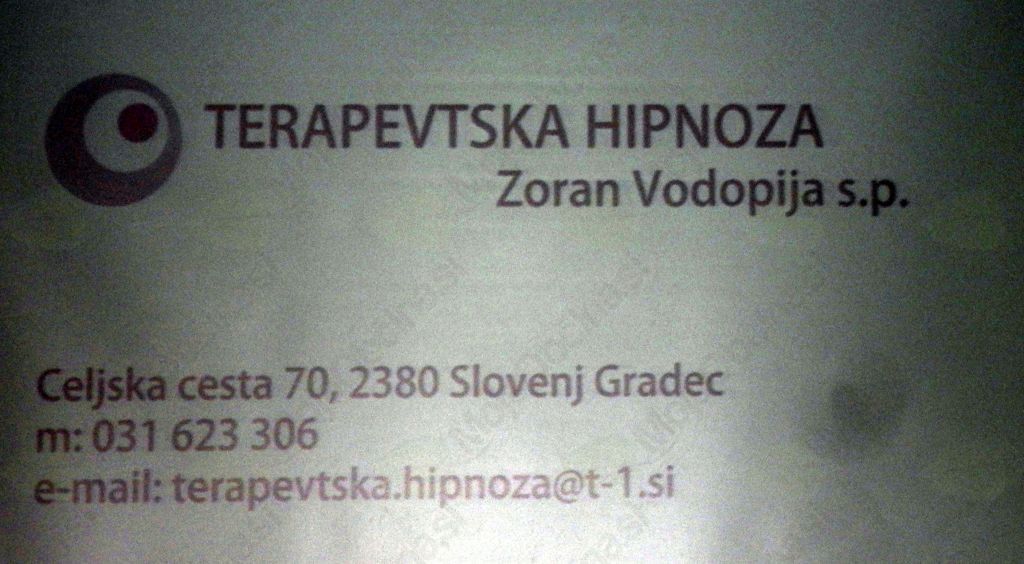 TERAPEVTSKA HIPNOZA
Zoran Vodopija s.p.
Celjska cesta 70, 2380 Slovenj Gradec
m: 031 623 306
e-mail: terapevtska.hipnoza@t-1.si